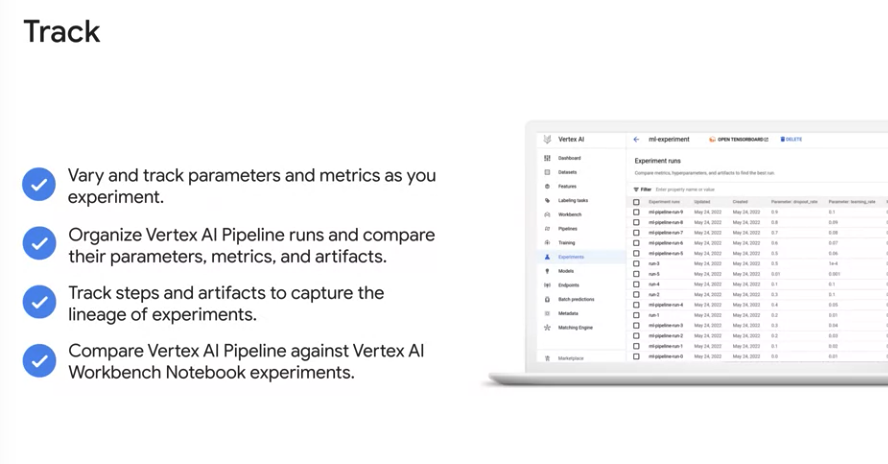 Track
Vary and track parameters and metrics as you
experiment.
Organize Vertex AI Pipeline runs and compare
their parameters, metrics, and artifacts.
Track steps and artifacts to capture the
lineage of experiments.
Compare Vertex AI Pipeline against Vertex AI
Workbench Notebook experiments.
Vertex AI
ml-experiment
OPEN TENSORBOARD
DELETE
Dashboard
Datasets
Features
Labeling tasks
Workbench
Pipelines
Training
Experiments
Models
Endpoints
Batch predictions
Metadata
Matching Engine
Marketplace
Experiment runs
Compare metrics, hyperparameters, and artifacts to find the best run
Filter Enter property name or value
Experiment runs Updated Created Parameter: dropout_rate Parameter: learning_rate
ml-pipeline-run-9 May 24, 2022 May 24, 2022 0.9 0.1
ml-pipeline-run-8 May 24, 2022 May 24, 2022 0.8 0.09
ml-pipeline-run-7 May 24, 2022 May 24, 2022 0.7 0.08
ml-pipeline-run-6 May 24, 2022 May 24, 2022 0.6 0.07
ml-pipeline-run-5 May 24, 2022 May 24, 2022 0.5 0.06
run-3 May 24, 2022 May 24, 2022 0.5 1e-4
run-5 May 24, 2022 May 24, 2022 0.01 0.001
run-4 May 24, 2022 May 24, 2022 0.1 0.1
run-2 May 24, 2022 May 24, 2022 0.3 0.1
ml-pipeline-run-4 May 24, 2022 May 24, 2022 0.4 0.05
run-1 May 24, 2022 May 24, 2022 0.2 0.01
ml-pipeline-run-3 May 24, 2022 May 24, 2022 0.3 0.04
ml-pipeline-run-2 May 24, 2022 May 24, 2022 0.2 0.03
ml-pipeline-run-1 May 24, 2022 May 24, 2022 0.1 0.02
ml-pipeline-run-0 May 24, 2022 May 24, 2022 0.0 0.01